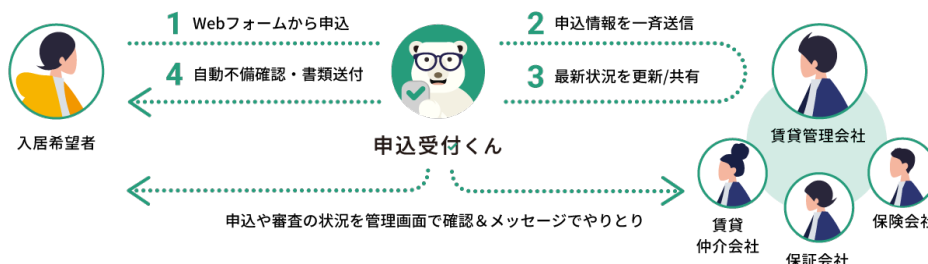 1 Webフォームから申込
2 申込情報を一斉送信
4 自動不備確認・書類送付
3 最新状況を更新/共有
入居希望者
申込受付くん
賃貸管理会社
申込や審査の状況を管理画面で確認＆メッセージでやりとり
賃貸
仲介会社
保証会社
保険会社